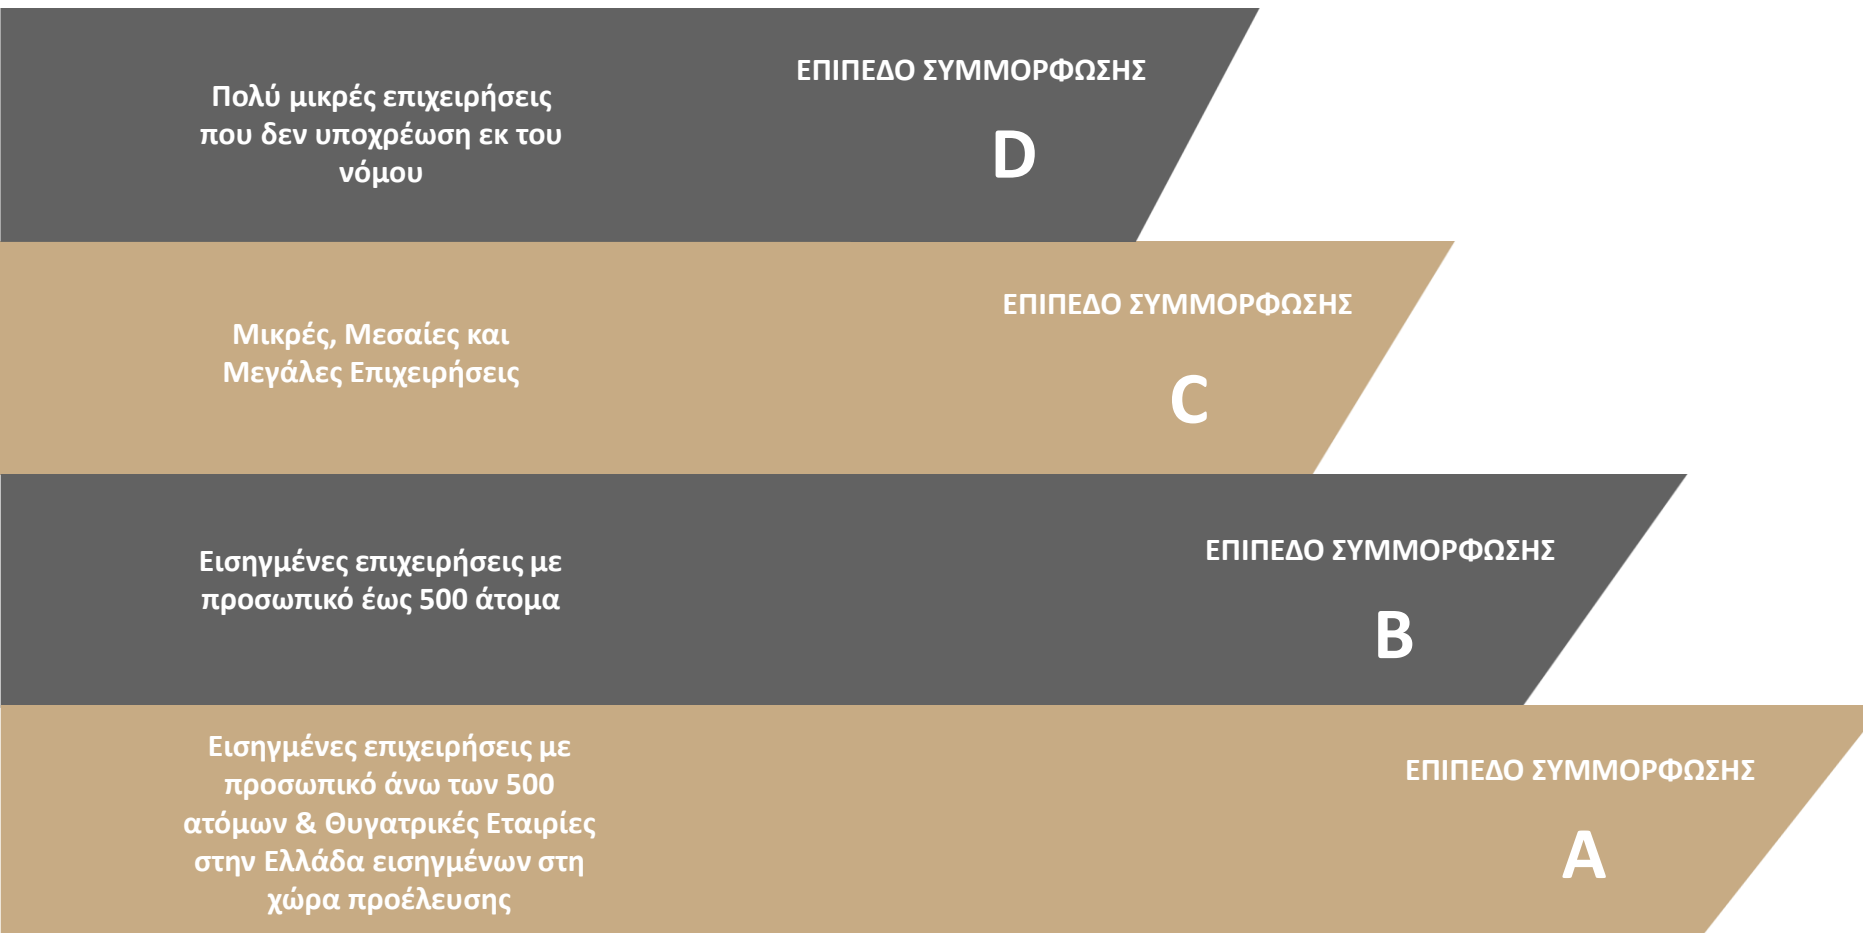 Πολύ μικρές επιχειρήσεις
που δεν υποχρέωση εκ του
νόμου
ΕΠΙΠΕΔΟ ΣΥΜΜΟΡΦΩΣΗΣ
D
Μικρές, Μεσαίες και
Μεγάλες Επιχειρήσεις
ΕΠΙΠΕΔΟ ΣΥΜΜΟΡΦΩΣΗΣ
C
Εισηγμένες επιχειρήσεις με
προσωπικό έως 500 άτομα
ΕΠΙΠΕΔΟ ΣΥΜΜΟΡΦΩΣΗΣ
B
Εισηγμένες επιχειρήσεις με
προσωπικό άνω των 500
ατόμων & Θυγατρικές Εταιρίες
στην Ελλάδα εισηγμένων στη
χώρα προέλευσης
ΕΠΙΠΕΔΟ ΣΥΜΜΟΡΦΩΣΗΣ
A